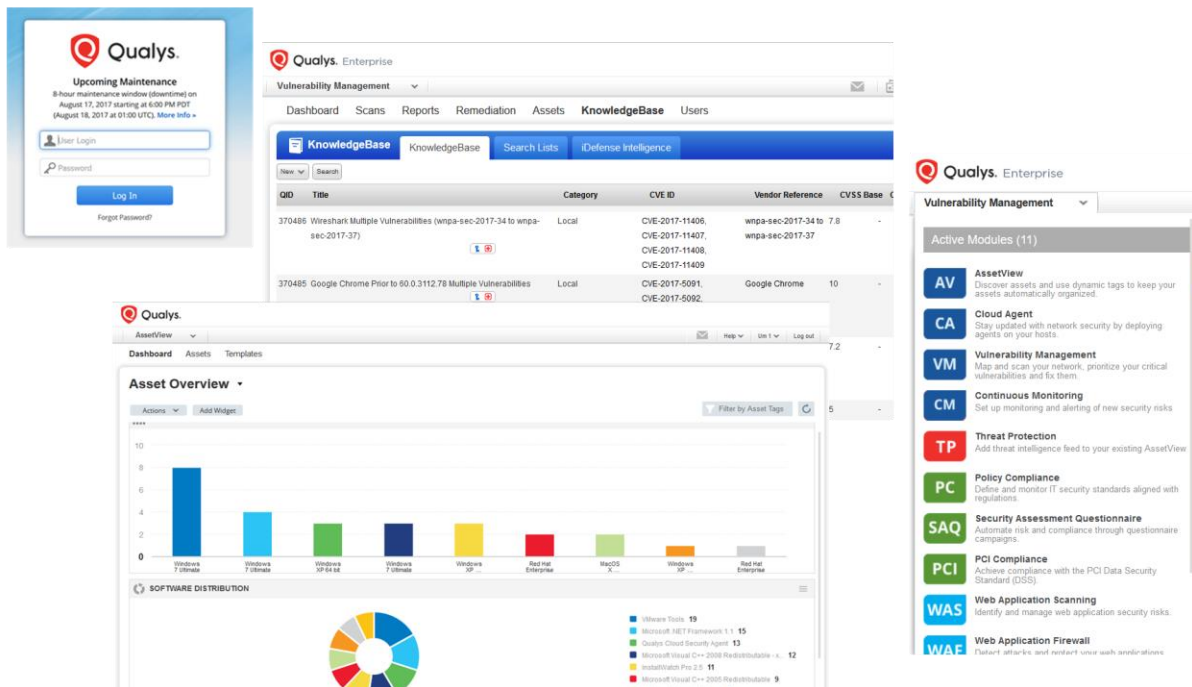 Qualys.
Upcoming Maintenance
8-hour maintenance window (downtime) on
August 17, 2017 starting at 6:00 PM PDT
(August 18, 2017 at 01:00 UTC). More Info »
User Login
Password
Log In
Forgot Password?
Qualys. Enterprise
Vulnerability Management
Dashboard Scans Reports Remediation Assets KnowledgeBase Users
KnowledgeBase KnowledgeBase Search Lists iDefense Intelligence
New Search
QID Title Category CVE ID Vendor Reference CVSS Base
370486 Wireshark Multiple Vulnerabilities (wnpa-sec-2017-34 to wnpa- Local CVE-2017-11406, wnpa-sec-2017-34 to 7.8 -
sec-2017-37) CVE-2017-11407, wnpa-sec-2017-37
CVE-2017-11408,
CVE-2017-11409
370485 Google Chrome Prior to 60.0.3112.78 Multiple Vulnerabilities Local CVE-2017-5091, Google Chrome 10 -
CVE-2017-5092,
7.2 -
5 -
Qualys.
AssetView Help Um 1 Log out
Dashboard Assets Templates
Asset Overview
Actions Add Widget Filter by Asset Tags
10
8
6
4
2
0
Windows Windows Windows Windows Windows Red Hat MacOS Windows Red Hat
7 Ultimate 7 Ultimate XP 64 bit 7 Ultimate XP ... Enterprise X ... XP ... Enterprise
SOFTWARE DISTRIBUTION
VMware Tools 19
Microsoft .NET Framework 1.1 15
Qualys Cloud Security Agent 13
Microsoft Visual C++ 2008 Redistributable - x.. 12
InstallWatch Pro 2.5 11
Microsoft Visual C++ 2005 Redistributable 9
Qualys. Enterprise
Vulnerability Management
Active Modules (11)
AV AssetView
Discover assets and use dynamic tags to keep your
assets automatically organized.
CA Cloud Agent
Stay updated with network security by deploying
agents on your hosts.
VM Vulnerability Management
Map and scan your network, prioritize your critical
vulnerabilities and fix them.
CM Continuous Monitoring
Set up monitoring and alerting of new security risks
TP Threat Protection
Add threat intelligence feed to your existing AssetView
PC Policy Compliance
Define and monitor IT security standards aligned with
regulations.
SAQ Security Assessment Questionnaire
Automate risk and compliance through questionnaire
campaigns.
PCI PCI Compliance
Achieve compliance with the PCI Data Security
Standard (DSS).
WAS Web Application Scanning
Identify and manage web application security risks.
WAF Web Application Firewall
Detect attacks and protect your web applications